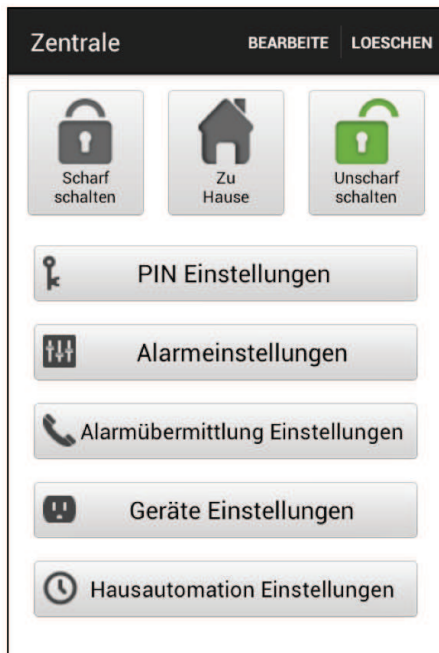 Zentrale BEARBEITE LOESCHEN
Scharf schalten
Zu Hause
Unscharf schalten
PIN Einstellungen
Alarmeinstellungen
Alarmübermittlung Einstellungen
Geräte Einstellungen
Hausautomation Einstellungen